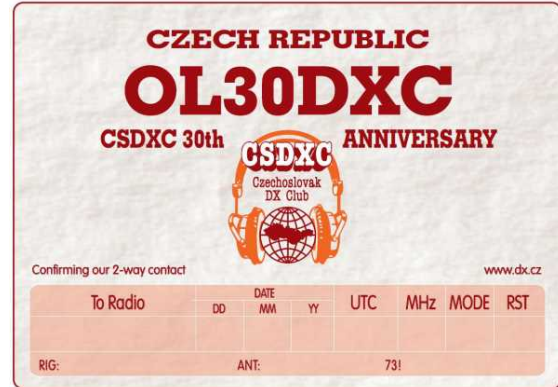 CZECH REPUBLIC
OL30DXC
CSDXC 30th ANNIVERSARY
CSDXC
Czechoslovak
DX Club
Confirming our 2-way contact www.dx.cz
To Radio DATE UTC MHz MODE RST
DD MM YY
RIG: ANT: 73!